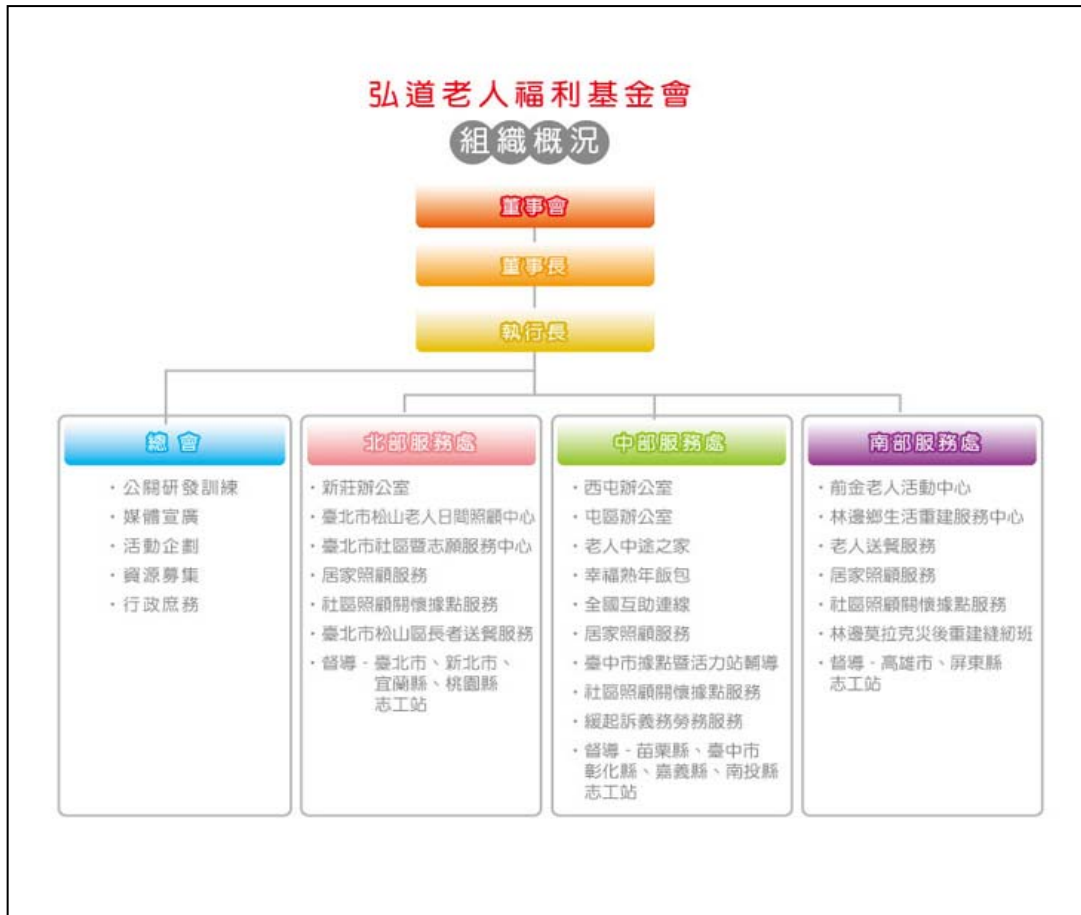 弘道老人福利基金會
組織概況
董事會
董事長
執行長
總會
・公關研發訓練
・媒體宣廣
・活動企劃
・資源募集
・行政庶務
北部服務處
・新莊辦公室
・臺北市松山老人日間照顧中心
・臺北市社區暨志願服務中心
・居家照顧服務
・社區照顧關懷據點服務
・臺北市松山區長者送餐服務
・督導 - 臺北市、新北市、
宜蘭縣、桃園縣
志工站
中部服務處
・西屯辦公室
・屯區辦公室
・老人中途之家
・幸福熟年飯包
・全國互助連線
・居家照顧服務
・臺中市據點暨活力站輔導
・社區照顧關懷據點服務
・緩起訴義務勞務服務
・督導 - 苗栗縣、臺中市
彰化縣、嘉義縣、南投縣
志工站
南部服務處
・前金老人活動中心
・林邊鄉生活重建服務中心
・老人送餐服務
・居家照顧服務
・社區照顧關懷據點服務
・林邊莫拉克災後重建縫紉班
・督導 - 高雄市、屏東縣
志工站